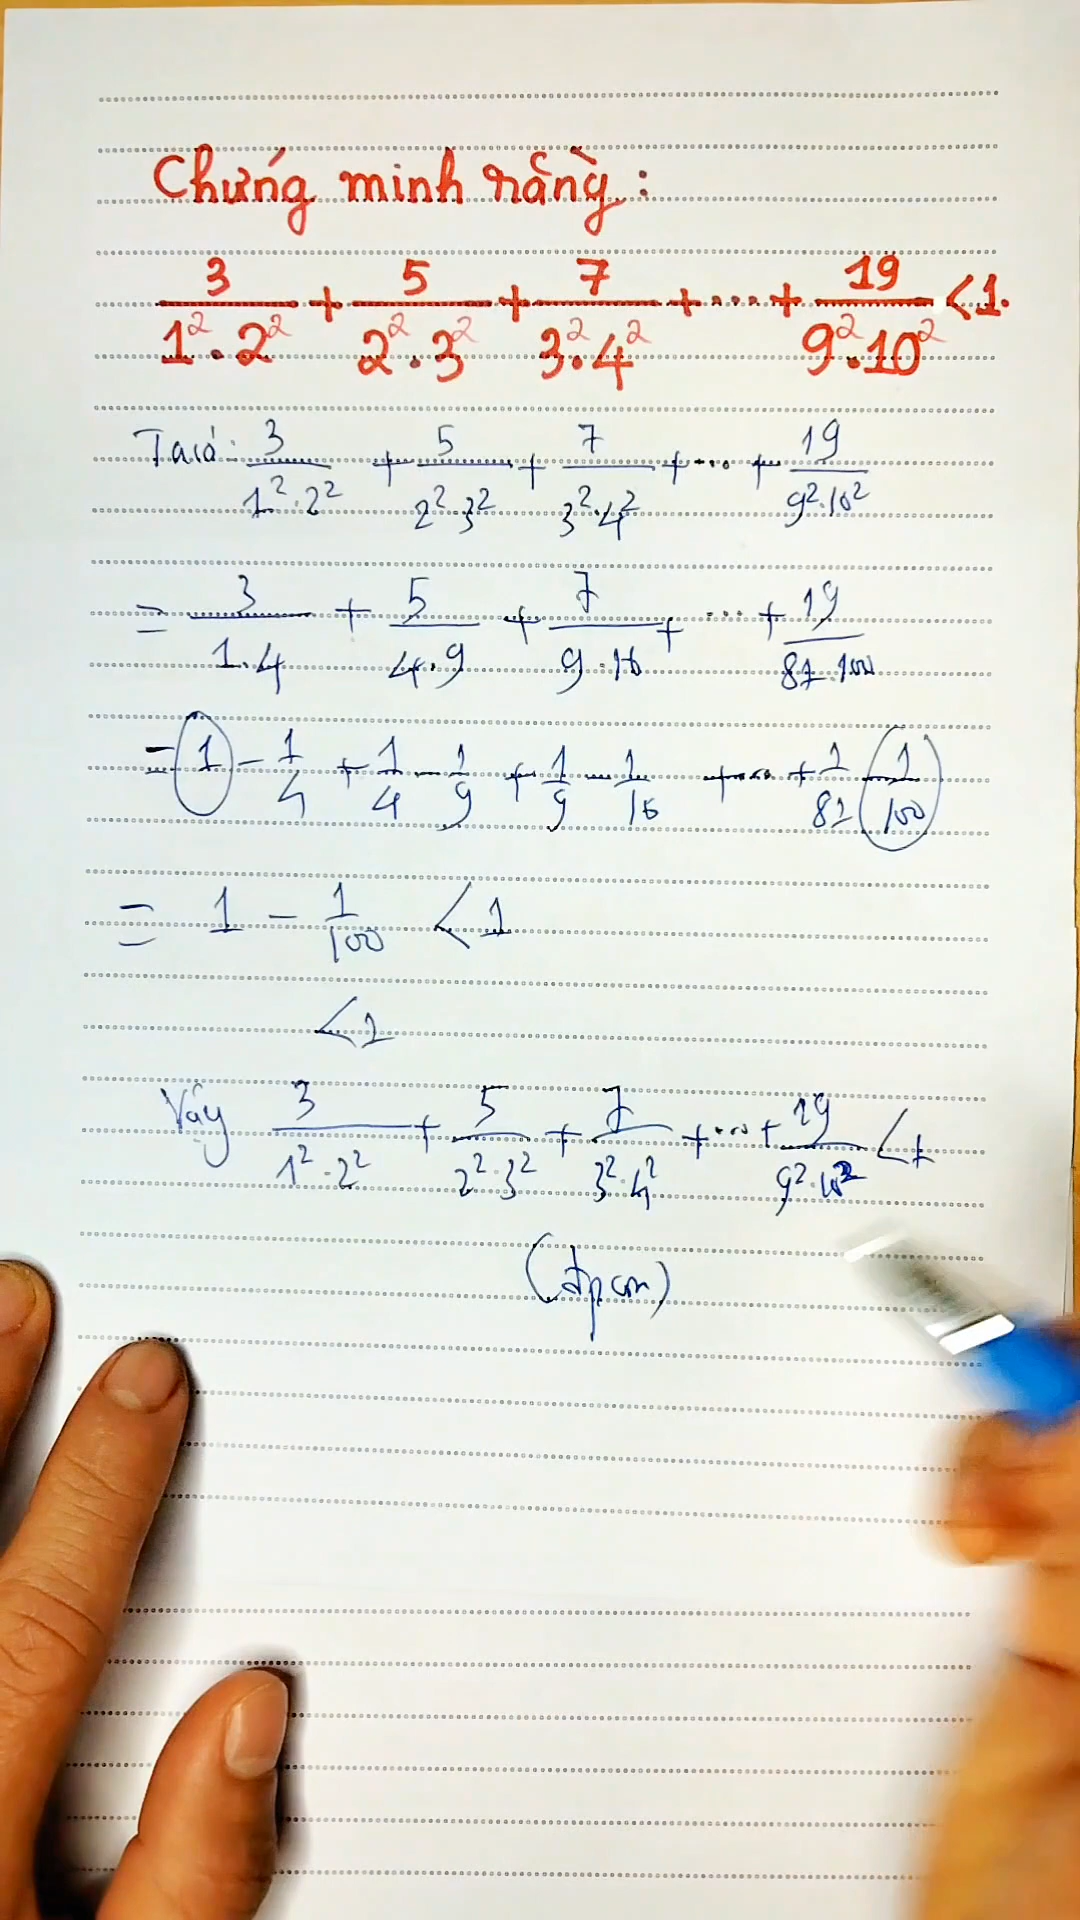 Chứng minh rằng:
3/(1².2²) + 5/(2².3²) + 7/(3².4²) + ... + 19/(9².10²) < 1.
Ta có: 3/(1².2²) + 5/(2².3²) + 7/(3².4²) + ... + 19/(9².10²)
= 3/(1.4) + 5/(4.9) + 7/(9.16) + ... + 19/(81.100)
= 1 - 1/4 + 1/4 - 1/9 + 1/9 - 1/16 + ... + 1/81 - 1/100
= 1 - 1/100 < 1
< 1
Vậy 3/(1².2²) + 5/(2².3²) + 7/(3².4²) + ... + 19/(9².10²) < 1
(đpcm)